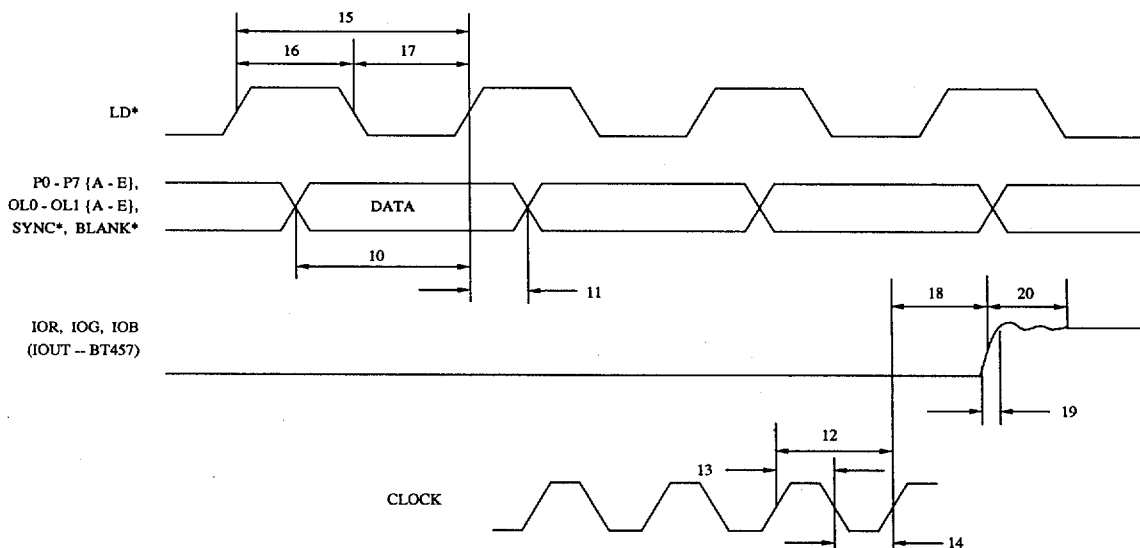 15
16
17
LD*
P0 - P7 {A - E},
OL0 - OL1 {A - E},
SYNC*, BLANK*
DATA
10
11
18
20
IOR, IOG, IOB
(IOUT -- BT457)
19
12
13
CLOCK
14